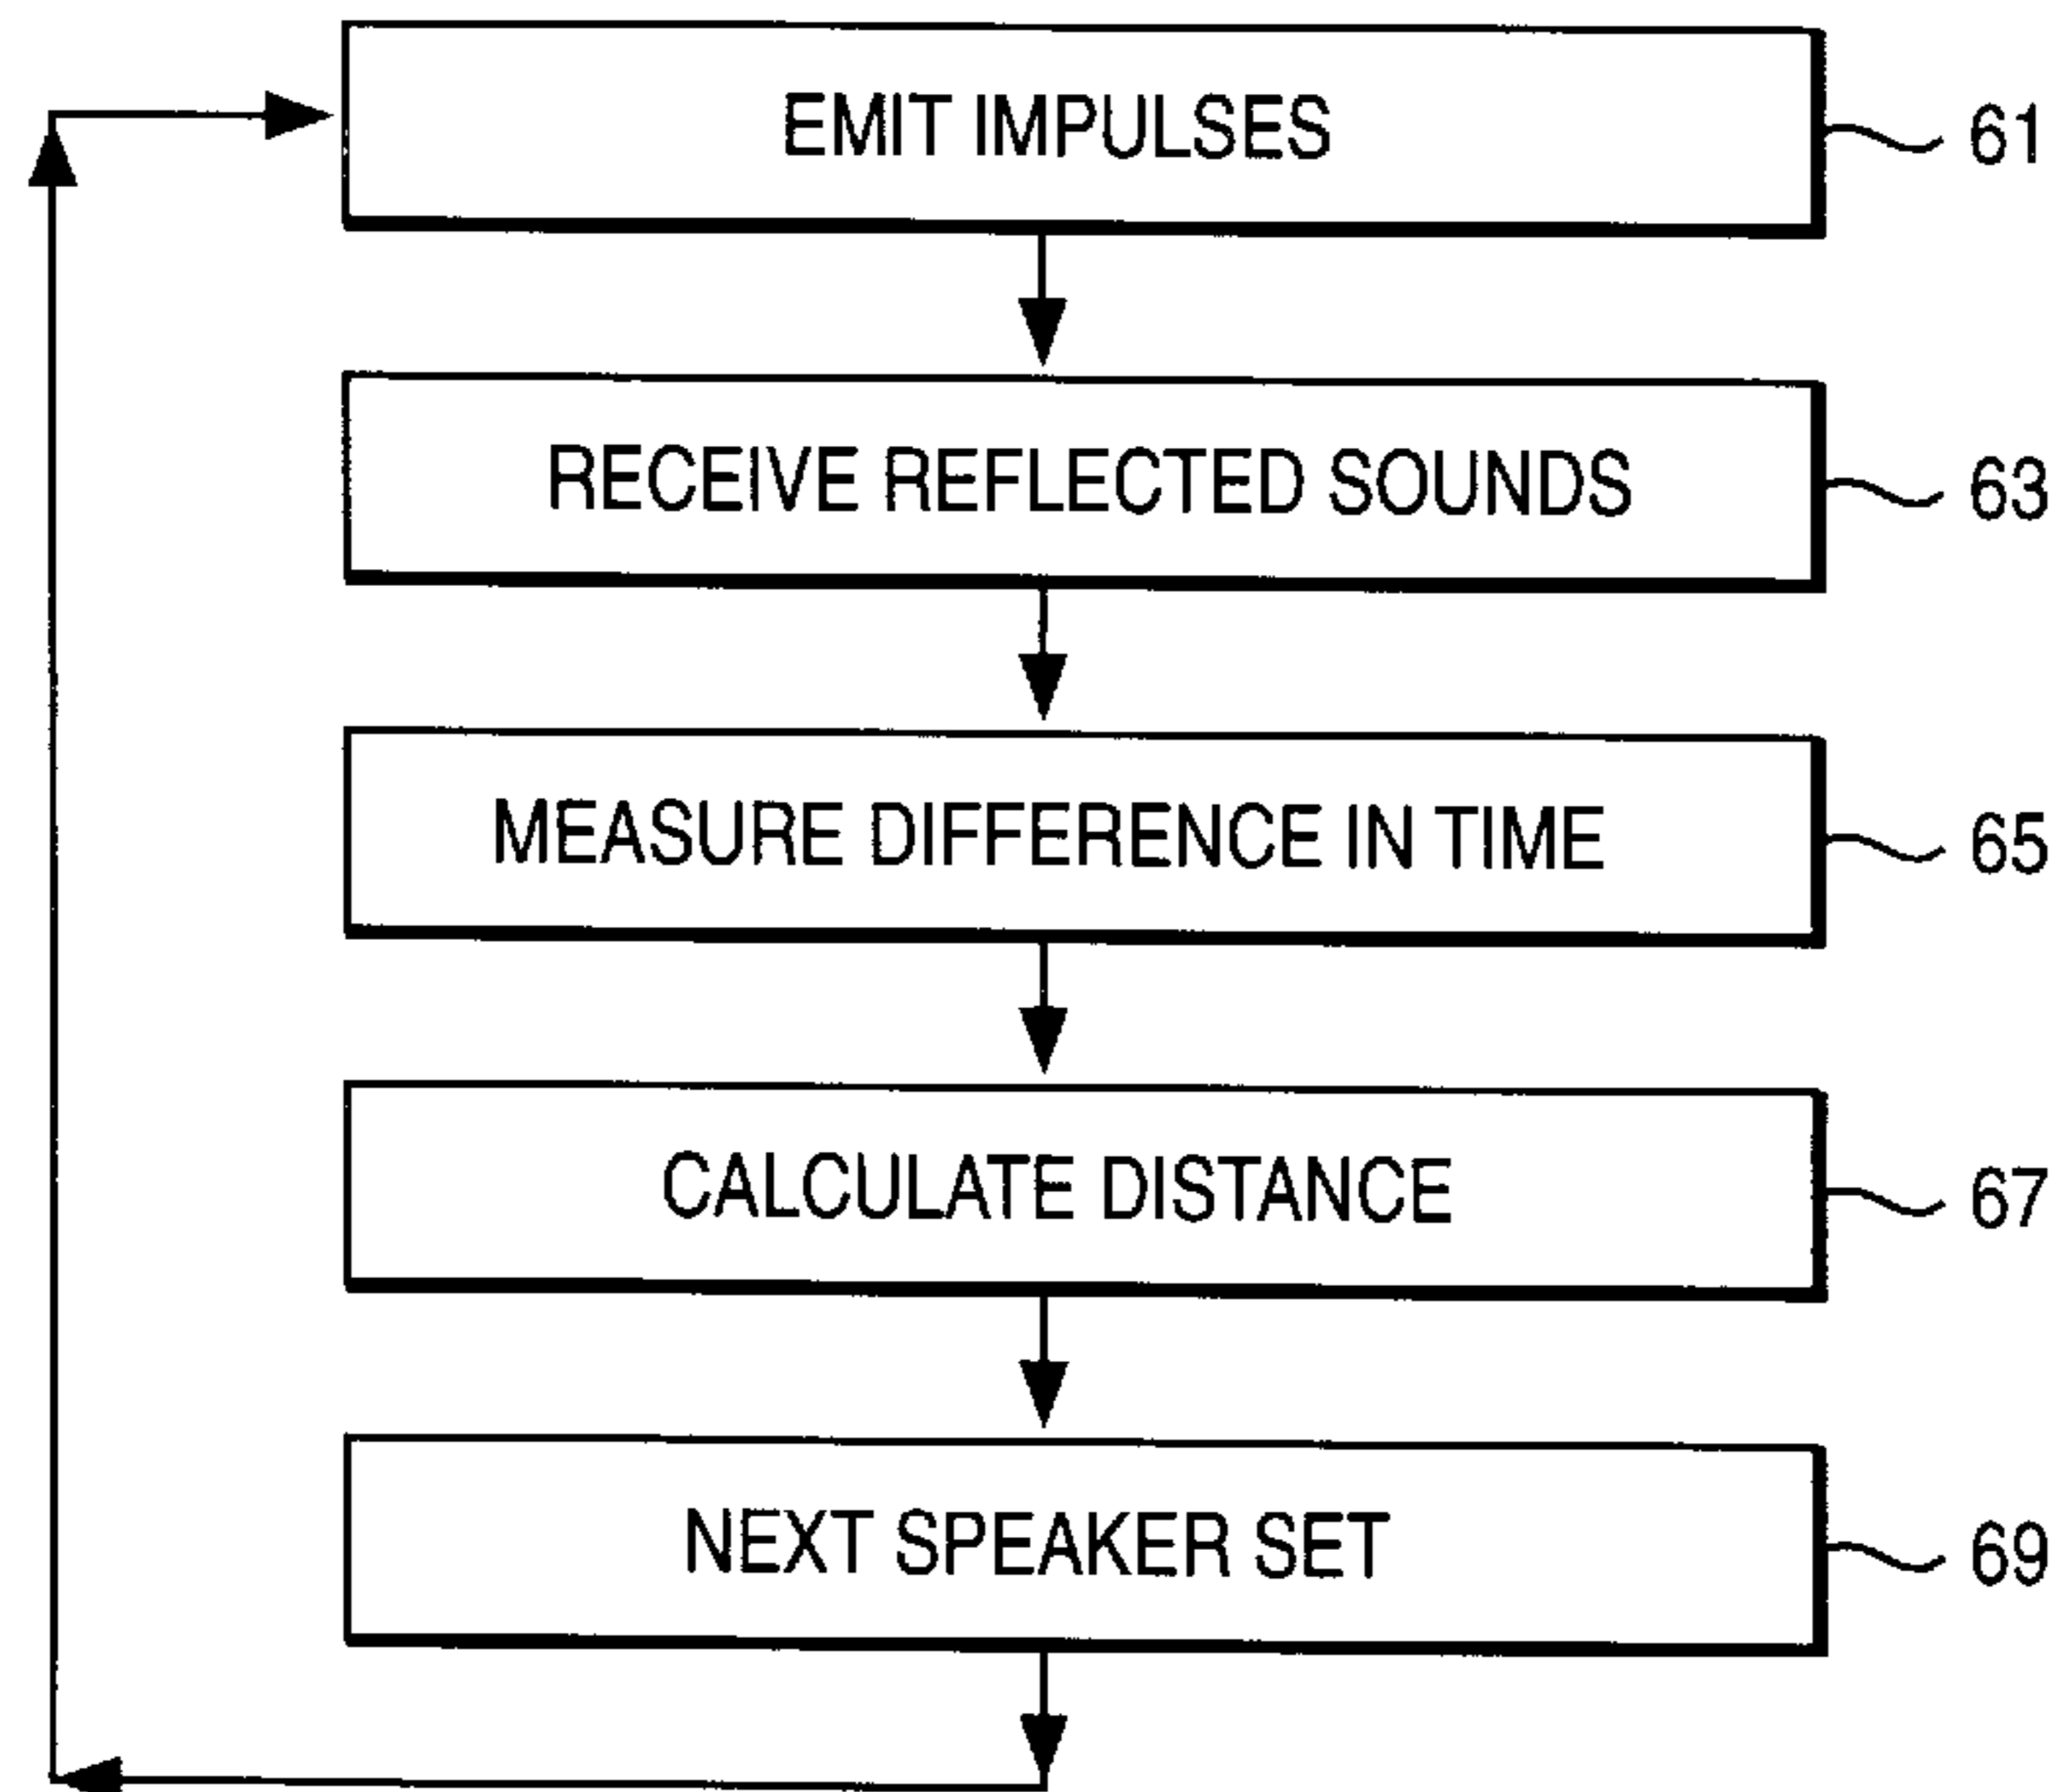 EMIT IMPULSES
61
RECEIVE REFLECTED SOUNDS
63
MEASURE DIFFERENCE IN TIME
65
CALCULATE DISTANCE
67
NEXT SPEAKER SET
69